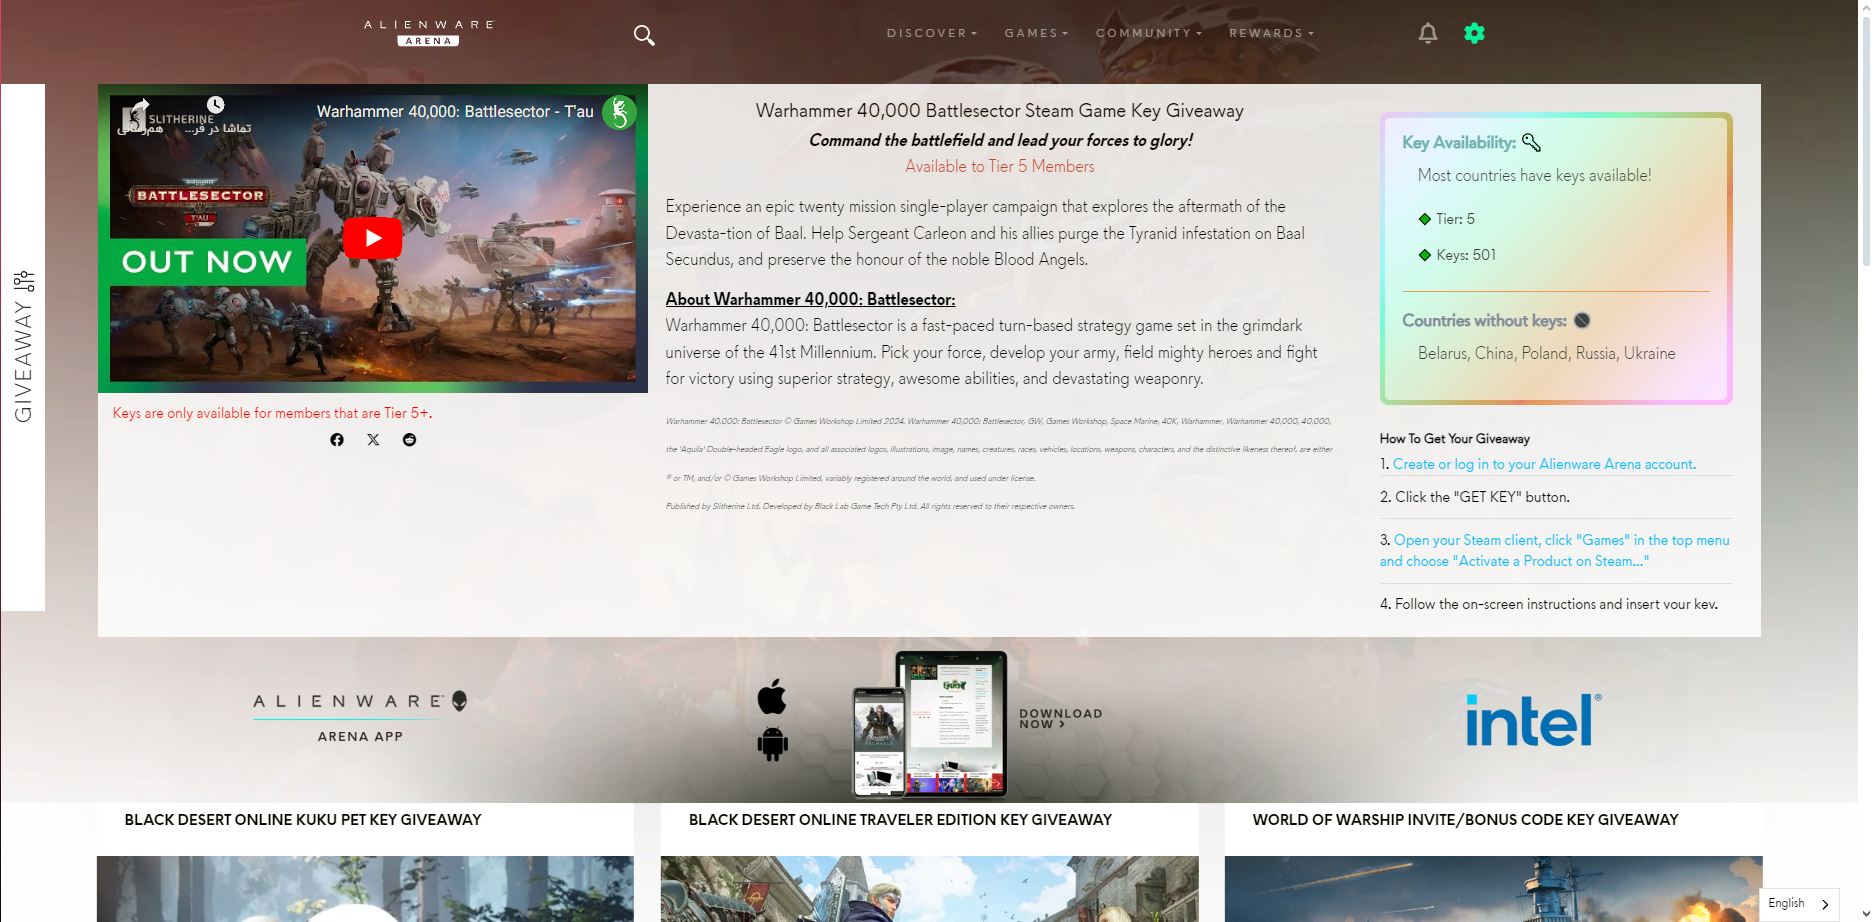 ALIENWARE
ARENA
DISCOVER
GAMES
COMMUNITY
REWARDS
GIVEAWAY
SLITHERINE
همرسانی
تماشا در فر...
Warhammer 40,000: Battlesector - T'au
WARHAMMER
BATTLESECTOR
T'AU
OUT NOW
Keys are only available for members that are Tier 5+.
Warhammer 40,000 Battlesector Steam Game Key Giveaway
Command the battlefield and lead your forces to glory!
Available to Tier 5 Members
Experience an epic twenty mission single-player campaign that explores the aftermath of the
Devasta-tion of Baal. Help Sergeant Carleon and his allies purge the Tyranid infestation on Baal
Secundus, and preserve the honour of the noble Blood Angels.
About Warhammer 40,000: Battlesector:
Warhammer 40,000: Battlesector is a fast-paced turn-based strategy game set in the grimdark
universe of the 41st Millennium. Pick your force, develop your army, field mighty heroes and fight
for victory using superior strategy, awesome abilities, and devastating weaponry.
Warhammer 40,000: Battlesector © Games Workshop Limited 2024. Warhammer 40,000: Battlesector, GW, Games Workshop, Space Marine, 40K, Warhammer, Warhammer 40,000, 40,000,
the 'Aquila' Double-headed Eagle logo, and all associated logos, illustrations, image, names, creatures, races, vehicles, locations, weapons, characters, and the distinctive likeness thereof, are either
® or TM, and/or © Games Workshop Limited, variably registered around the world, and used under license.
Published by Slitherine Ltd. Developed by Black Lab Game Tech Pty Ltd. All rights reserved to their respective owners.
Key Availability:
Most countries have keys available!
Tier: 5
Keys: 501
Countries without keys:
Belarus, China, Poland, Russia, Ukraine
How To Get Your Giveaway
1. Create or log in to your Alienware Arena account.
2. Click the "GET KEY" button.
3. Open your Steam client, click "Games" in the top menu
and choose "Activate a Product on Steam..."
4. Follow the on-screen instructions and insert your key.
ALIENWARE
ARENA APP
DOWNLOAD
NOW >
intel®
BLACK DESERT ONLINE KUKU PET KEY GIVEAWAY
BLACK DESERT ONLINE TRAVELER EDITION KEY GIVEAWAY
WORLD OF WARSHIP INVITE/BONUS CODE KEY GIVEAWAY
English